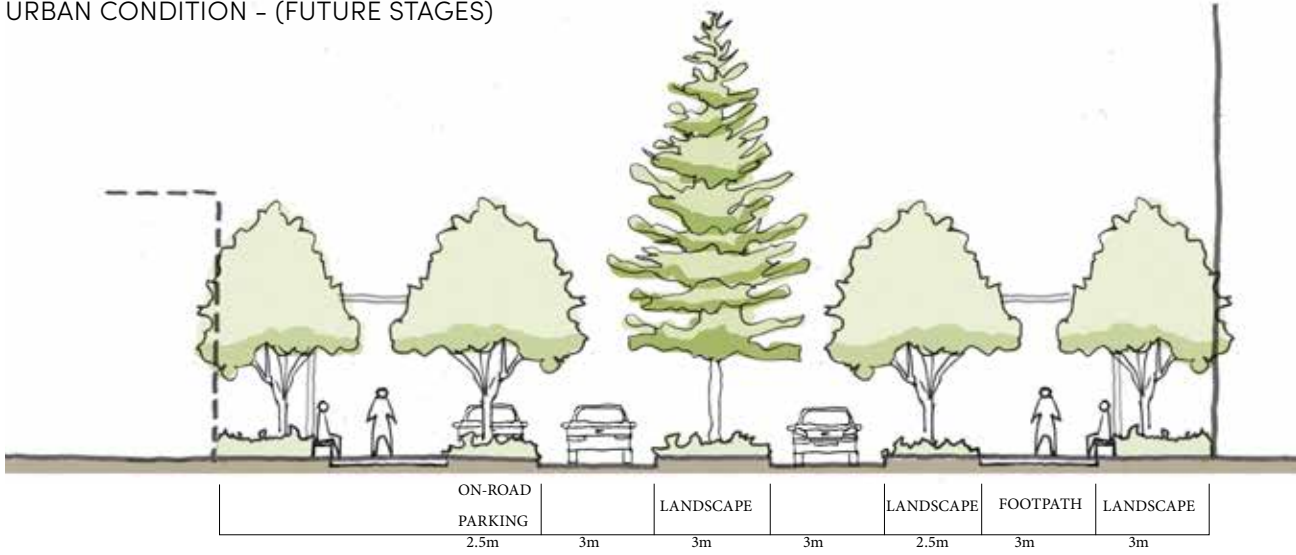 URBAN CONDITION – (FUTURE STAGES)
ON-ROAD
PARKING
LANDSCAPE
LANDSCAPE
FOOTPATH
LANDSCAPE
2.5m
3m
3m
3m
2.5m
3m
3m